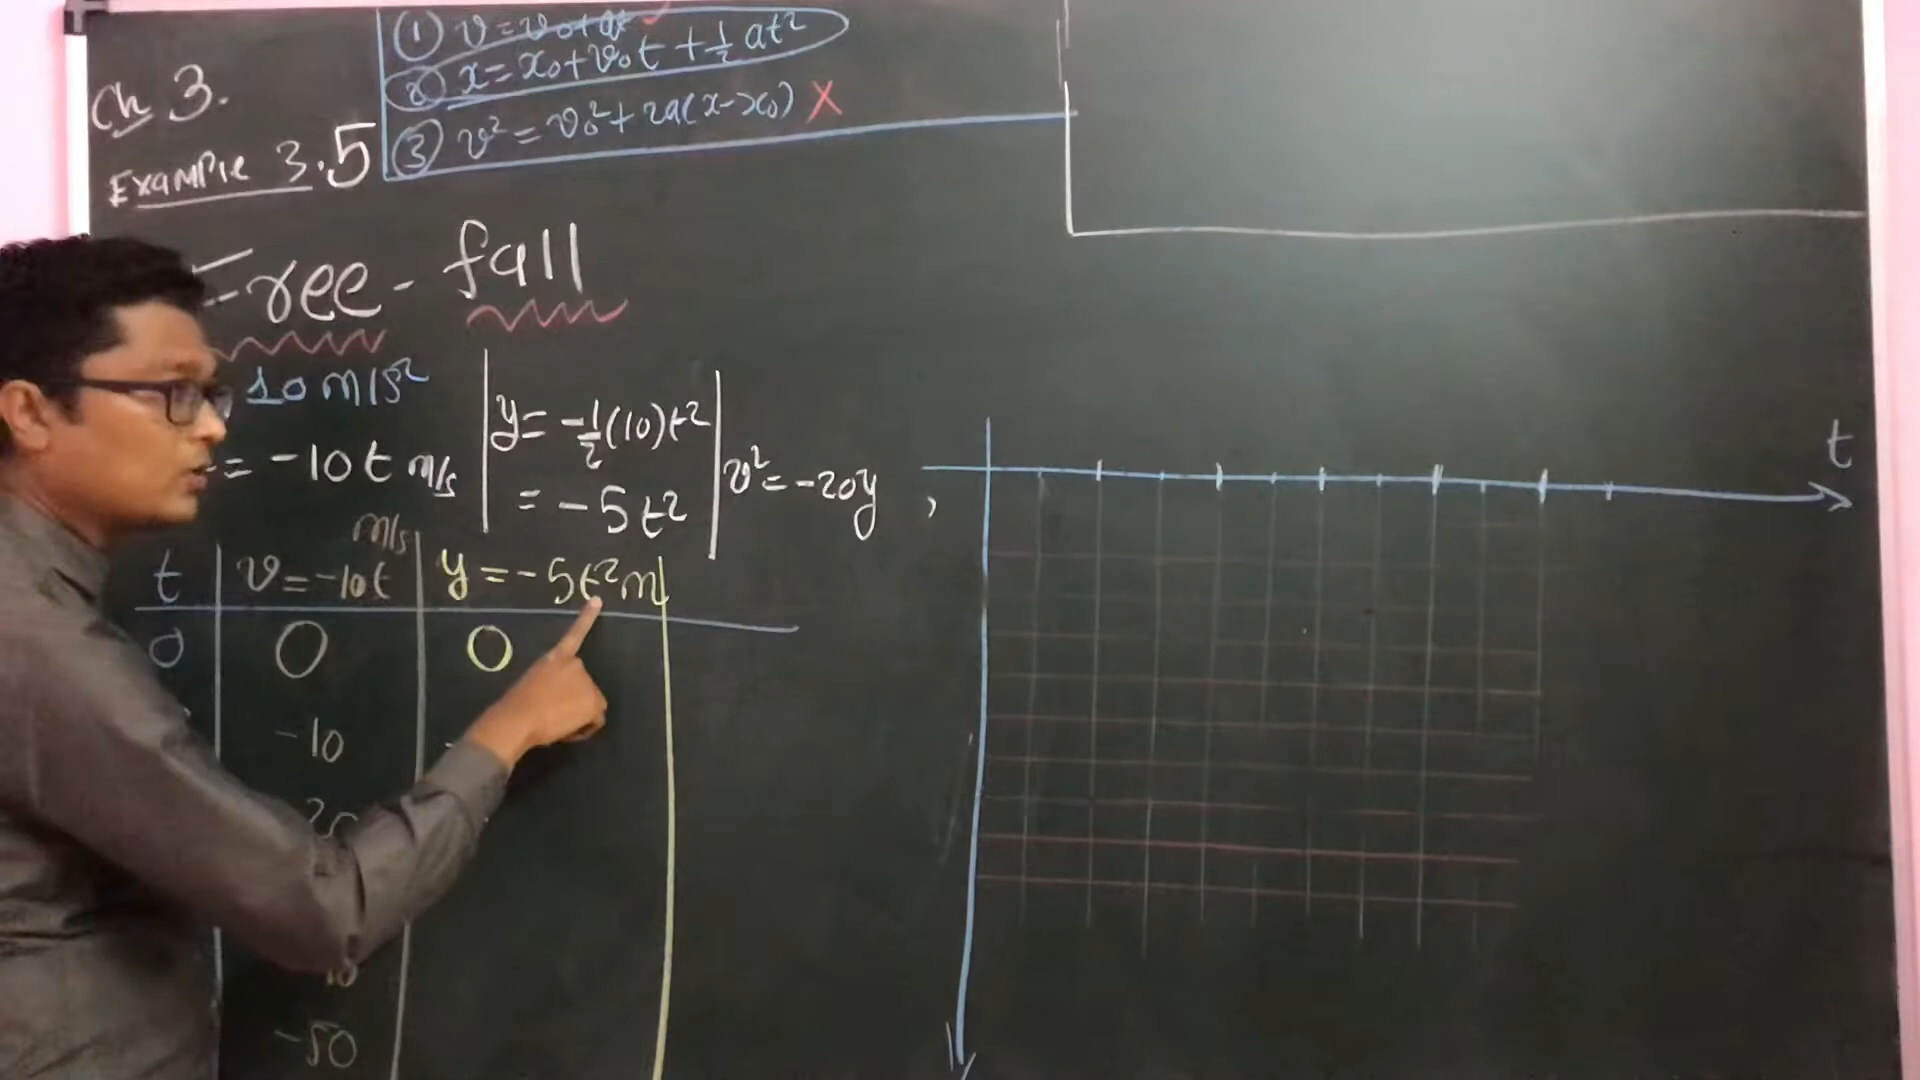 Ch 3.
Example 3.5
① v = v₀ + at
② x = x₀ + v₀t + ½ at²
③ v² = v₀² + 2a(x - x₀) X
Free - fall
10 m/s²
= -10t m/s
y = -½(10)t²
= -5t²
v² = -20y ,
t
m/s
t v = -10t y = -5t² m
0 0 0
-10
20
-50